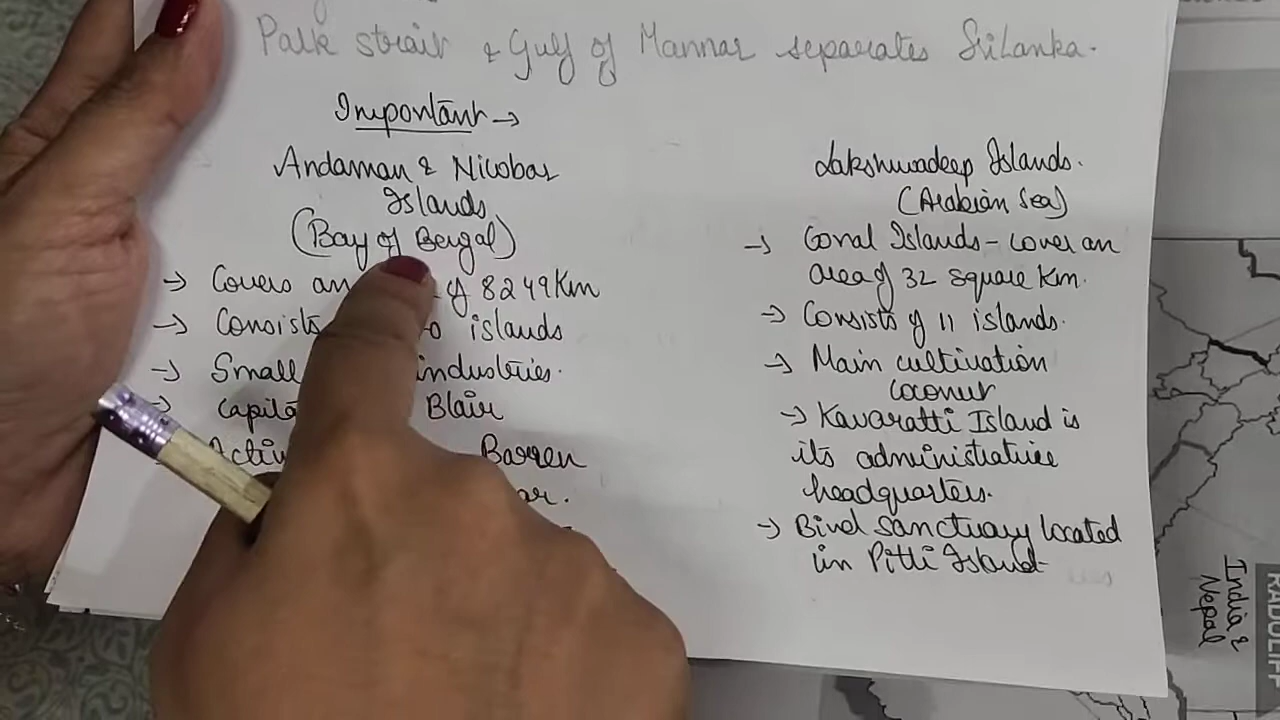 Palk strait & Gulf of Mannar separates SriLanka.
Important →
Andaman & Nicobar
Islands
(Bay of Bengal)
→ Covers an of 8249Km
→ Consists islands
→ Small industries.
→ Capital Blair
Barren
Lakshwadeep Islands.
(Arabian Sea)
→ Coral Islands - cover an
area of 32 square Km.
→ Consists of 11 islands.
→ Main cultivation
coconut
→ Kavaratti Island is
its administrative
headquarters.
→ Bird sanctuary located
in Pitti Island
India &
Nepal
RADCLIFF